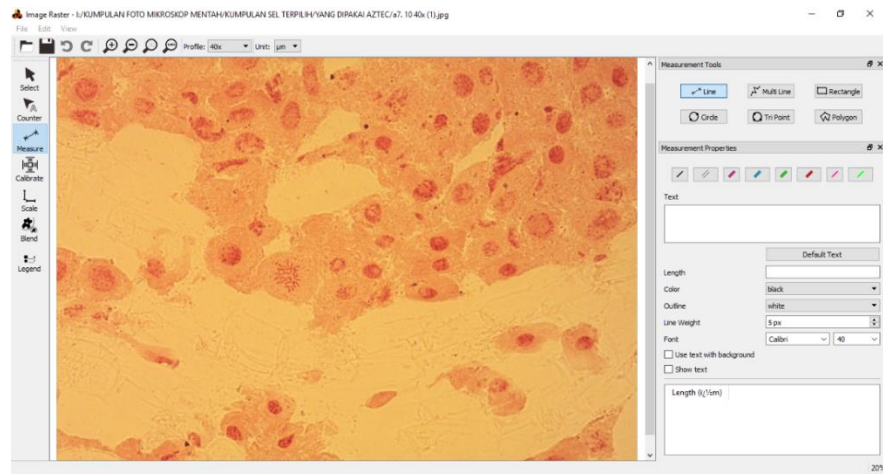 Image Raster - I:/KUMPULAN FOTO MIKROSKOP MENTAH/KUMPULAN SEL TERPILIH/YANG DIPAKAI AZTEC/a7. 10 40x (1).jpg
File Edit View
Profile: 40x Unit: µm
Select
Counter
Measure
Calibrate
Scale
Blend
Legend
Measurement Tools
Line Multi Line Rectangle
Circle Tri Point Polygon
Measurement Properties
Text
Default Text
Length
Color black
Outline white
Line Weight 5 px
Font Calibri 40
Use text with background
Show text
Length (ï¿½m)
20%